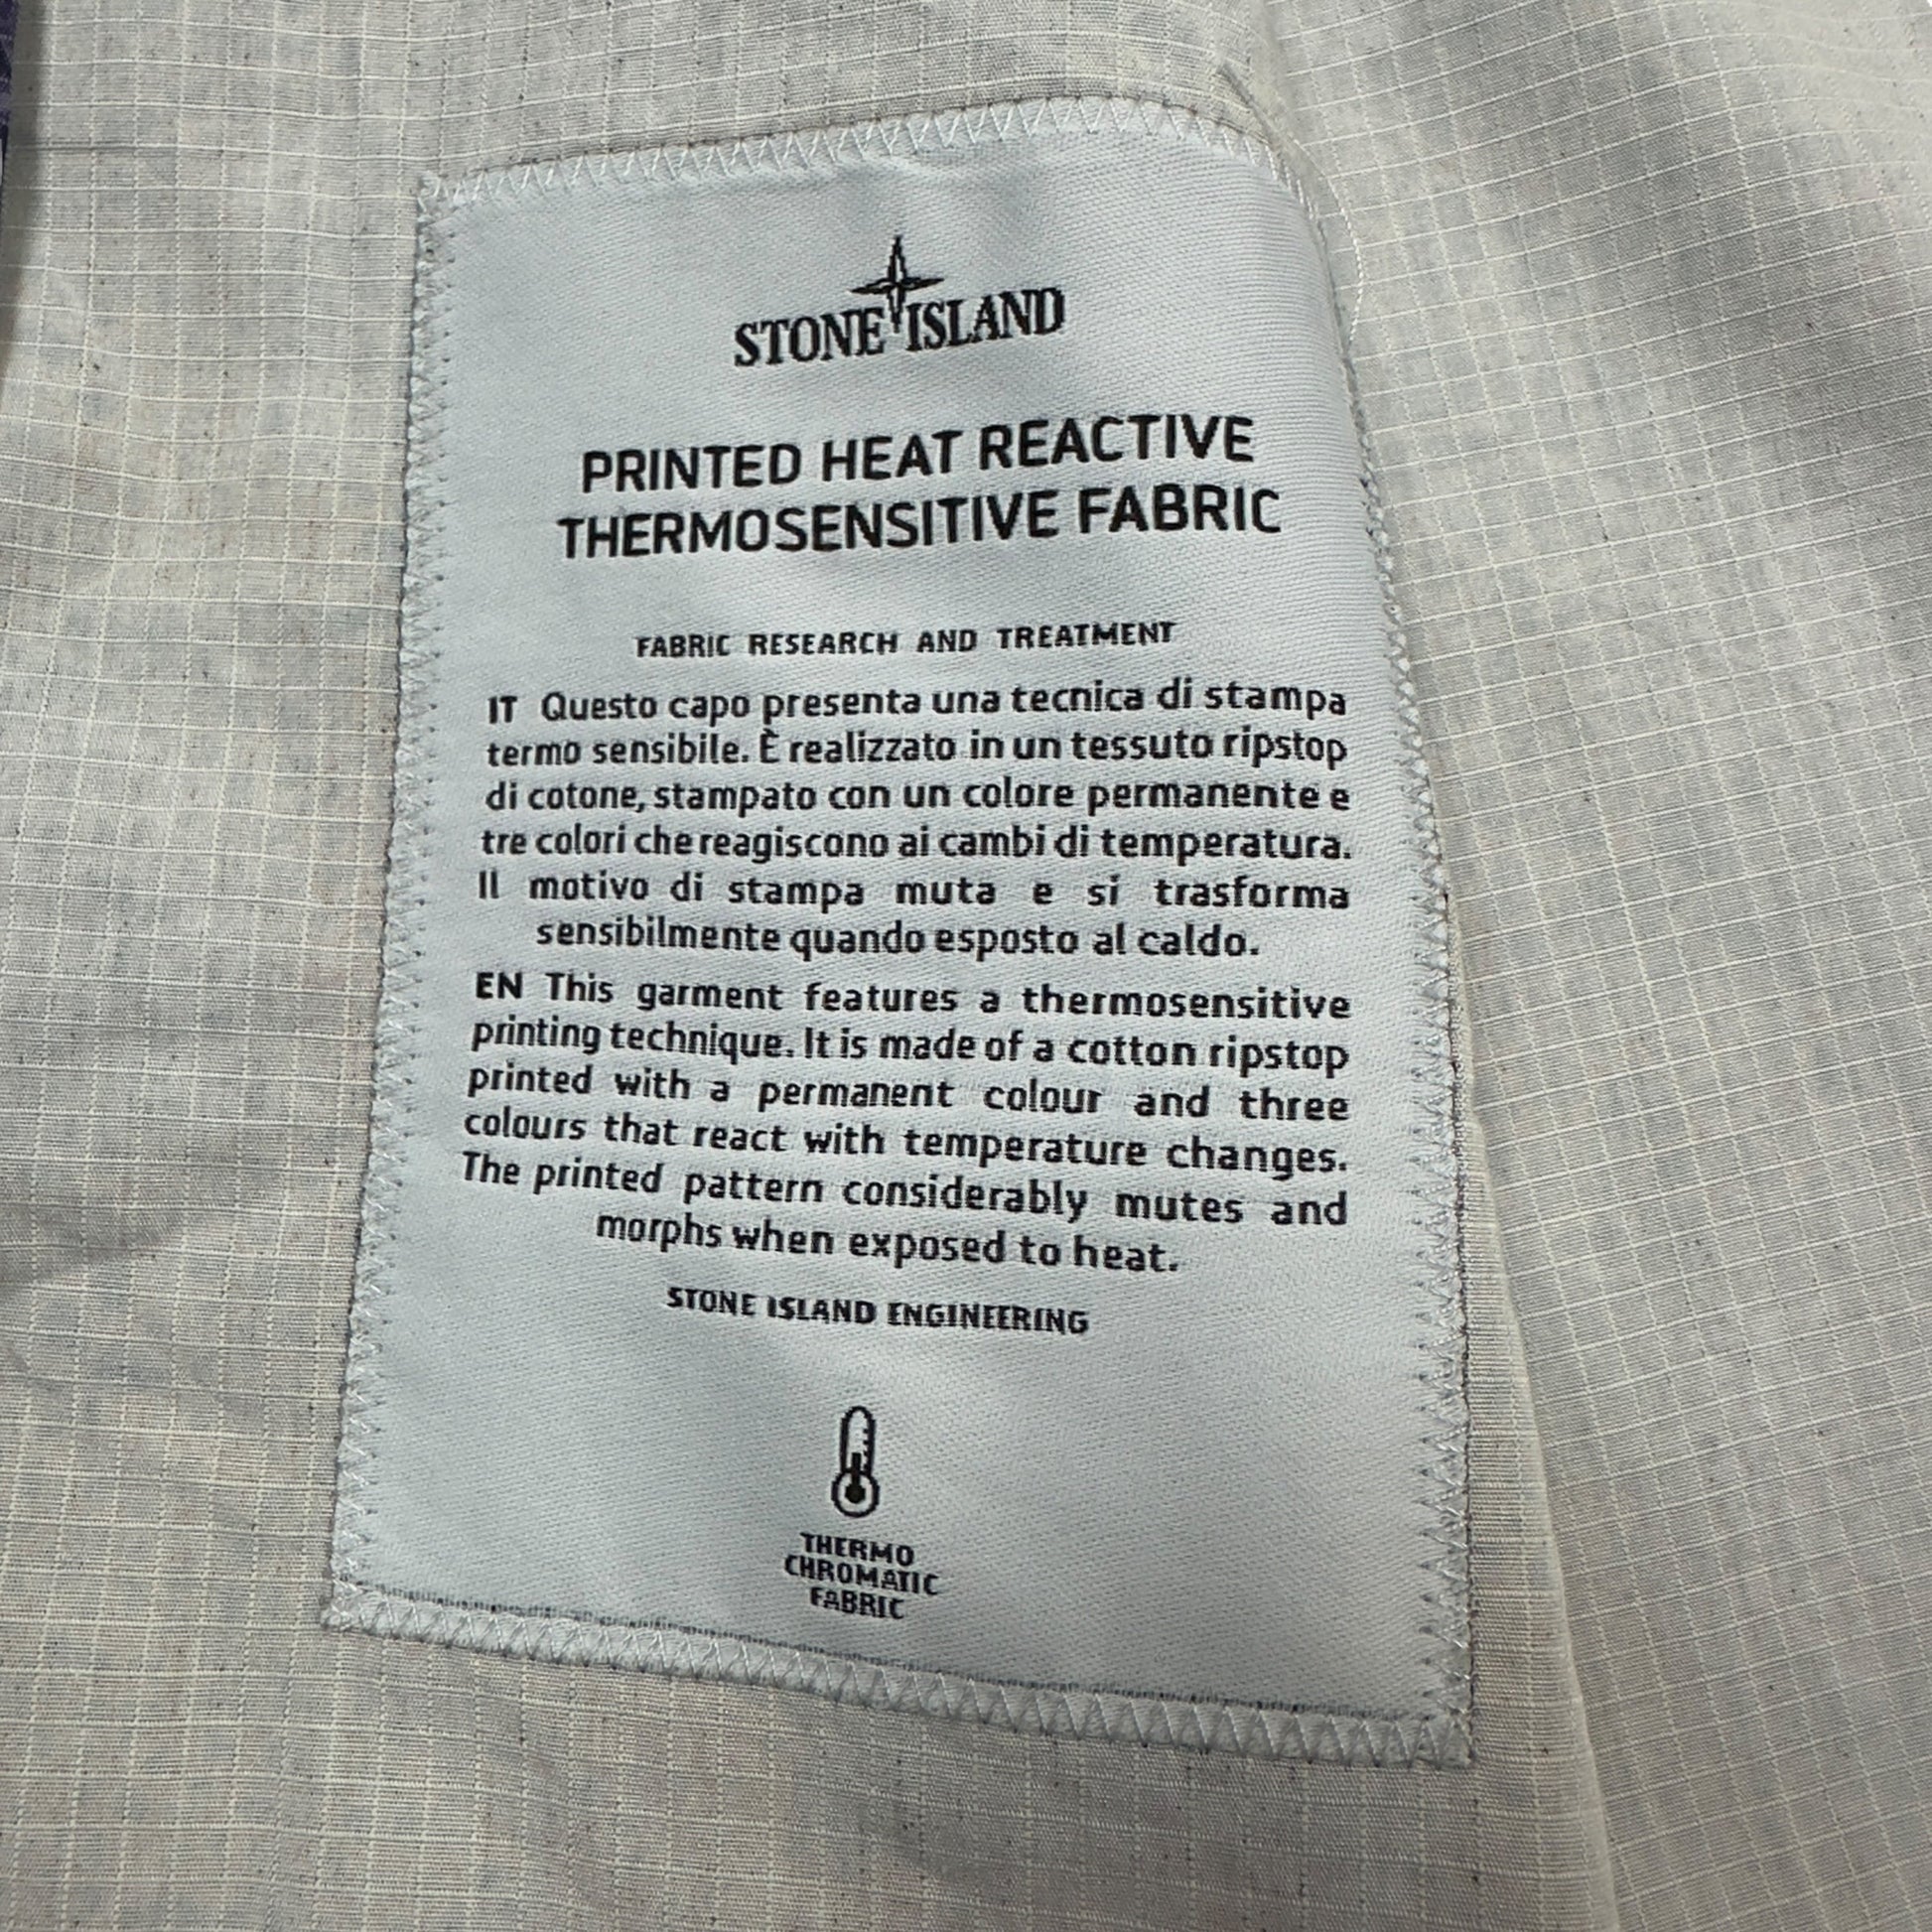 STONE ISLAND
PRINTED HEAT REACTIVE
THERMOSENSITIVE FABRIC
FABRIC RESEARCH AND TREATMENT
IT Questo capo presenta una tecnica di stampa
termo sensibile. È realizzato in un tessuto ripstop
di cotone, stampato con un colore permanente e
tre colori che reagiscono ai cambi di temperatura.
Il motivo di stampa muta e si trasforma
sensibilmente quando esposto al caldo.
EN This garment features a thermosensitive
printing technique. It is made of a cotton ripstop
printed with a permanent colour and three
colours that react with temperature changes.
The printed pattern considerably mutes and
morphs when exposed to heat.
STONE ISLAND ENGINEERING
THERMO
CHROMATIC
FABRIC